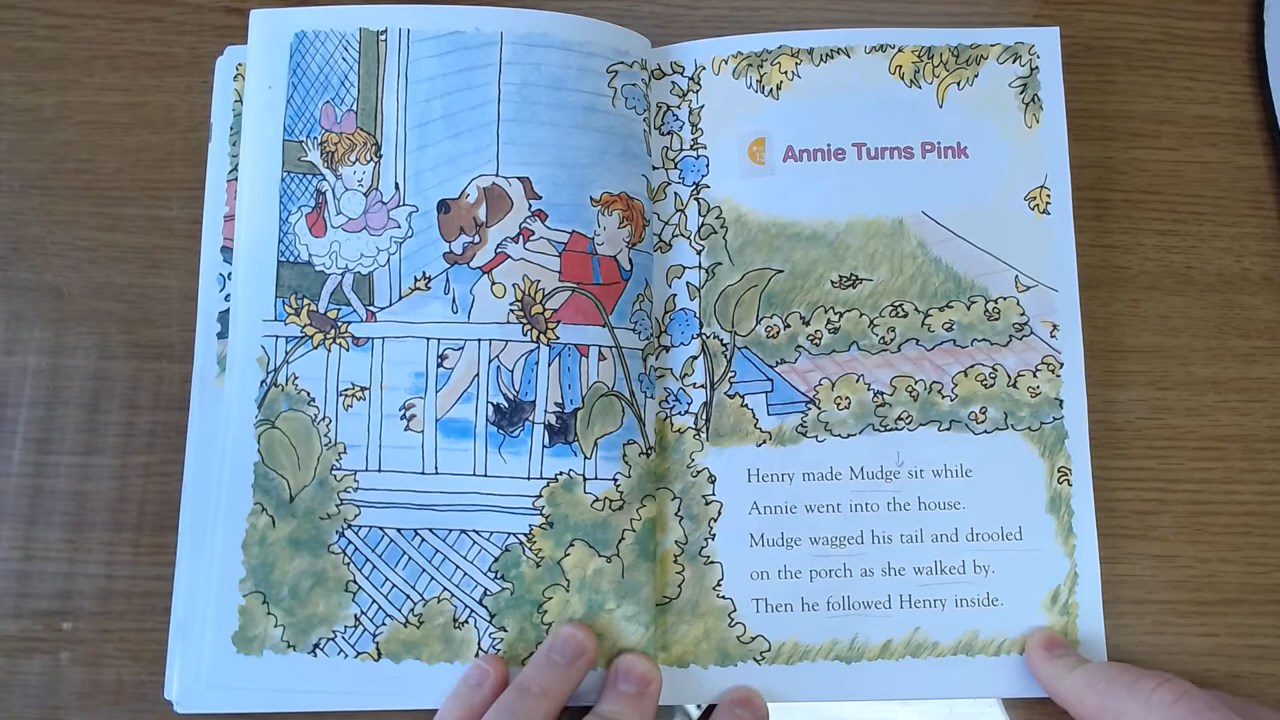 Annie Turns Pink
Henry made Mudge sit while
Annie went into the house.
Mudge wagged his tail and drooled
on the porch as she walked by.
Then he followed Henry inside.